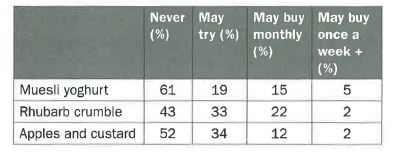 Never May May buy May buy
(%) try (%) monthly once a
(%) week +
(%)
Muesli yoghurt 61 19 15 5
Rhubarb crumble 43 33 22 2
Apples and custard 52 34 12 2